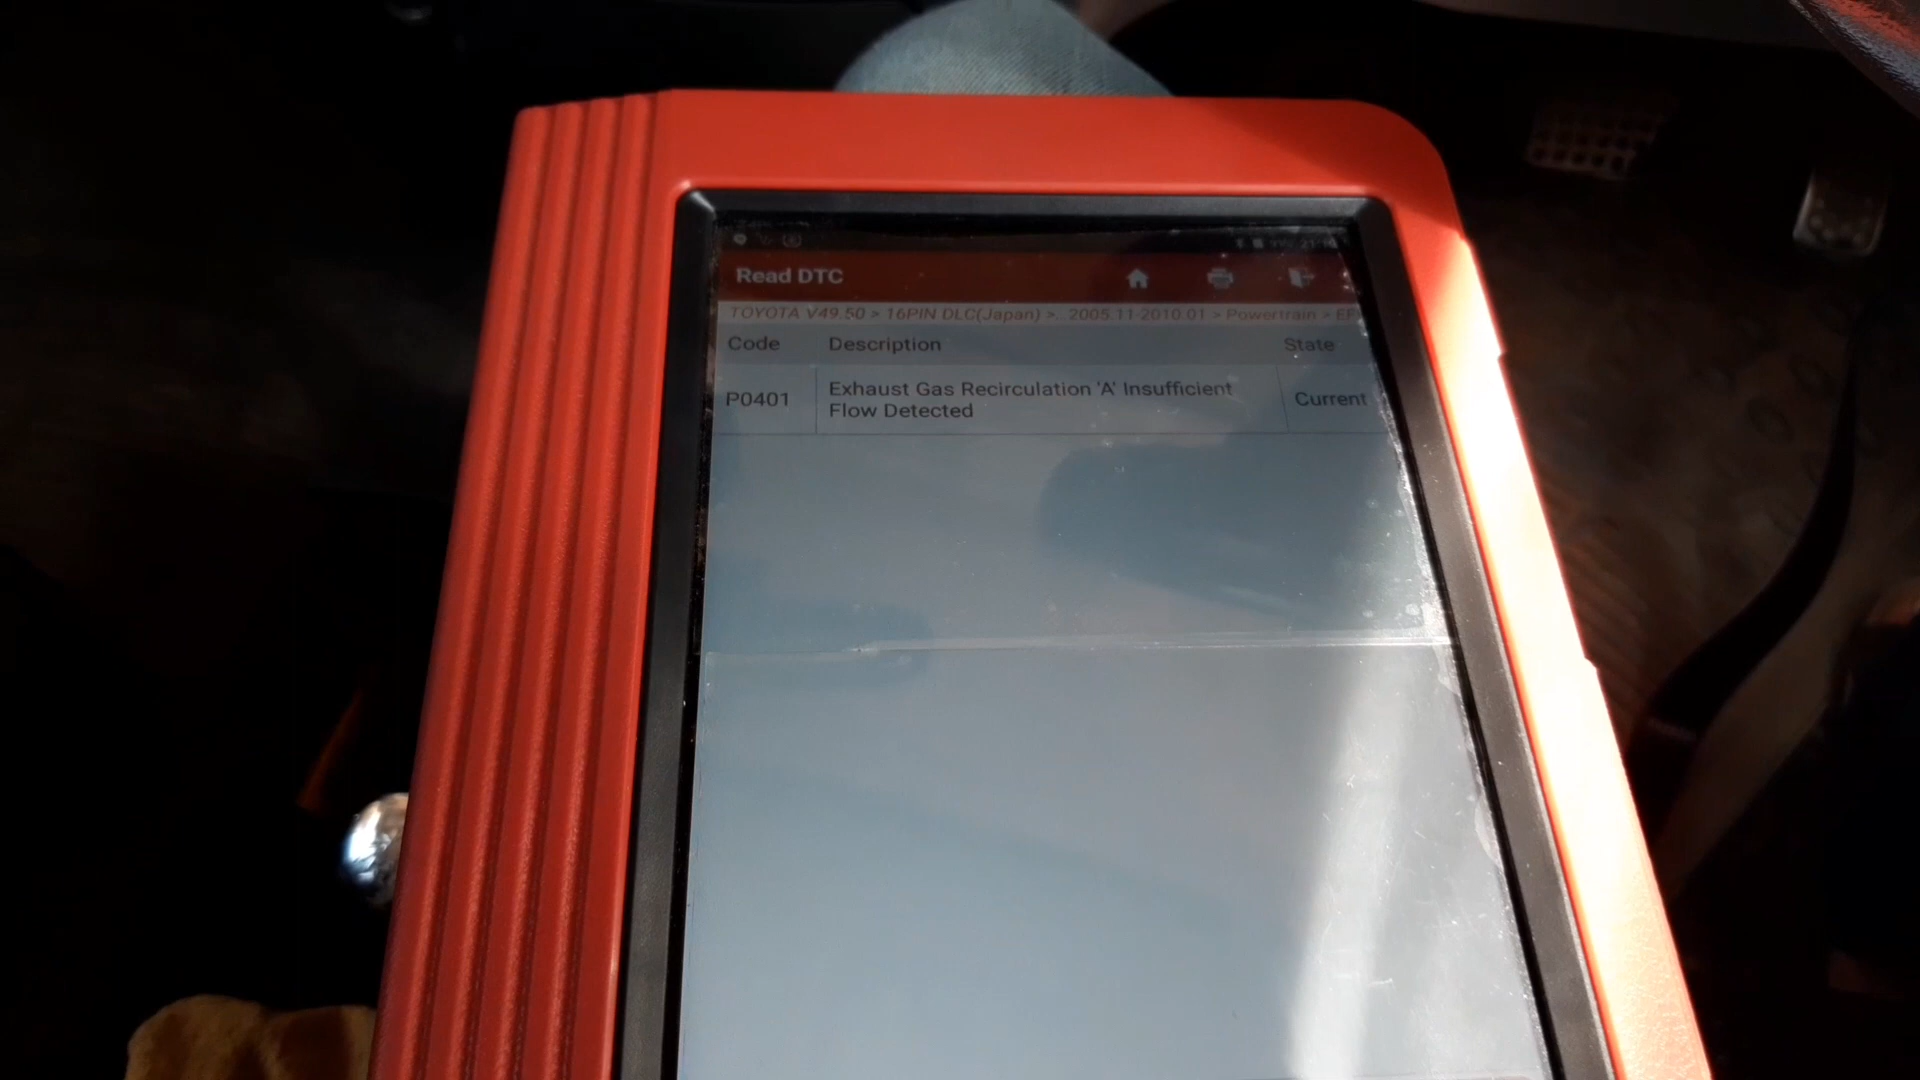 Read DTC
TOYOTA V49.50 > 16PIN DLC(Japan) >.. 2005.11-2010.01 > Powertrain >
Code Description State
P0401 Exhaust Gas Recirculation 'A' Insufficient
Flow Detected Current